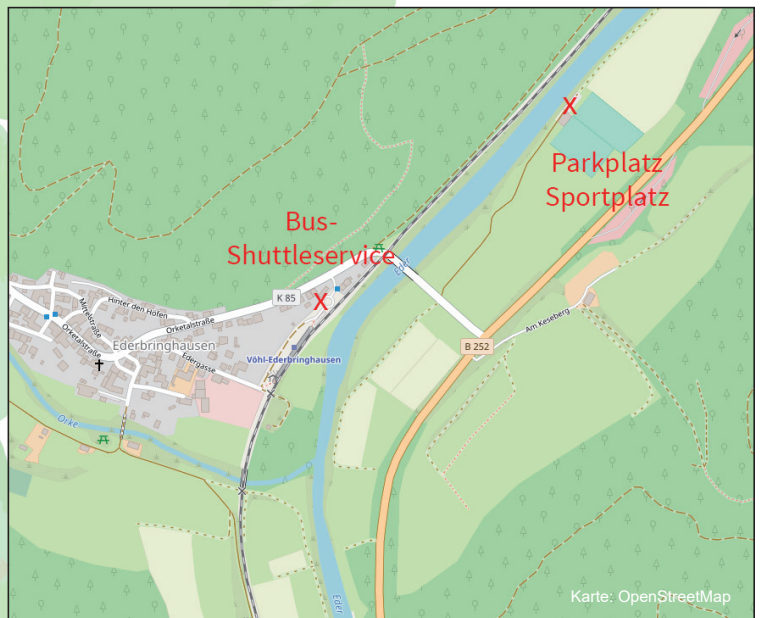 X
Parkplatz
Sportplatz
Bus-
Shuttleservice
Eder
K 85
X
Hinter den Höfen
Mittelstraße
Orketalstraße
Orketalstraße
Ederbringhausen
Edergasse
Vöhl-Ederbringhausen
Am Keseberg
B 252
Orke
Eder
Karte: OpenStreetMap